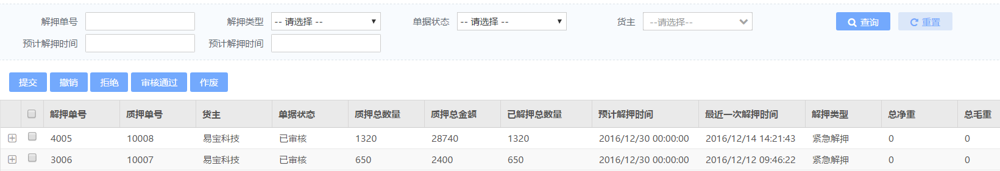 解押单号 解押类型 -- 请选择 -- 单据状态 -- 请选择 -- 货主 --请选择-- 查询 重置
预计解押时间 预计解押时间
提交 撤销 拒绝 审核通过 作废
解押单号 质押单号 货主 单据状态 质押总数量 质押总金额 已解押总数量 预计解押时间 最近一次解押时间 解押类型 总净重 总毛重
4005 10008 易宝科技 已审核 1320 28740 1320 2016/12/30 00:00:00 2016/12/14 14:21:43 紧急解押 0 0
3006 10007 易宝科技 已审核 650 2400 650 2016/12/30 00:00:00 2016/12/12 09:46:22 紧急解押 0 0